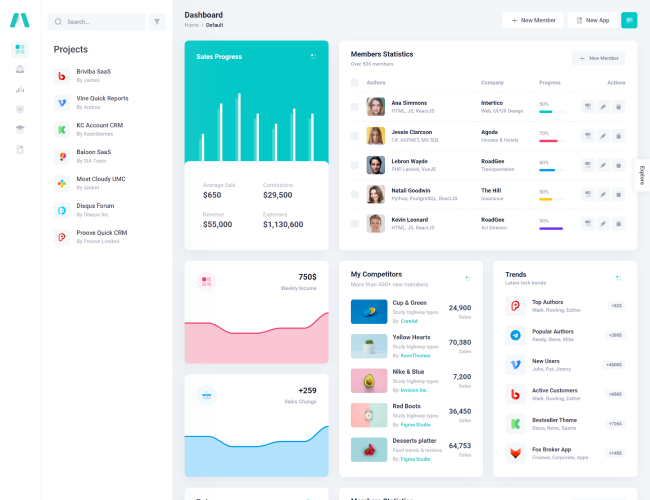 Search...
Projects
Briviba SaaS
By James
Vine Quick Reports
By Andres
KC Account CRM
By Keenthemes
Baloon SaaS
By SIA Team
Most Cloudy UMC
By Andrei
Disqus Forum
By Disqus Inc.
Proove Quick CRM
By Proove Limited
Dashboard
Home / Default
New Member
New App
Sales Progress
Average Sale
$650
Comissions
$29,500
Revenue
$55,000
Expenses
$1,130,600
Members Statistics
Over 500 members
New Member
Authors Company Progress Actions
Ana Simmons
HTML, JS, ReactJS
Intertico
Web, UI/UX Design
50%
Jessie Clarcson
C#, ASP.NET, MS SQL
Agoda
Houses & Hotels
70%
Lebron Wayde
PHP, Laravel, VueJS
RoadGee
Transportation
60%
Natali Goodwin
Python, PostgreSQL, ReactJS
The Hill
Insurance
50%
Kevin Leonard
HTML, JS, ReactJS
RoadGee
Art Director
90%
Explore
750$
Weekly Income
+259
Sales Change
My Competitors
More than 400+ new members
Cup & Green
Study highway types
By: CoreAd
24,900
Sales
Yellow Hearts
Study highway types
By: KeenThemes
70,380
Sales
Nike & Blue
Study highway types
By: Invision Inc.
7,200
Sales
Red Boots
Study highway types
By: Figma Studio
36,450
Sales
Desserts platter
Food trends & reviews
By: Figma Studio
64,753
Sales
Trends
Latest tech trends
Top Authors
Mark, Rowling, Esther
+82$
Popular Authors
Randy, Steve, Mike
+280$
New Users
John, Pat, Jimmy
+4500$
Active Customers
Mark, Rowling, Esther
+686$
Bestseller Theme
Disco, Retro, Sports
+726$
Fox Broker App
Finance, Corporate, Apps
+145$